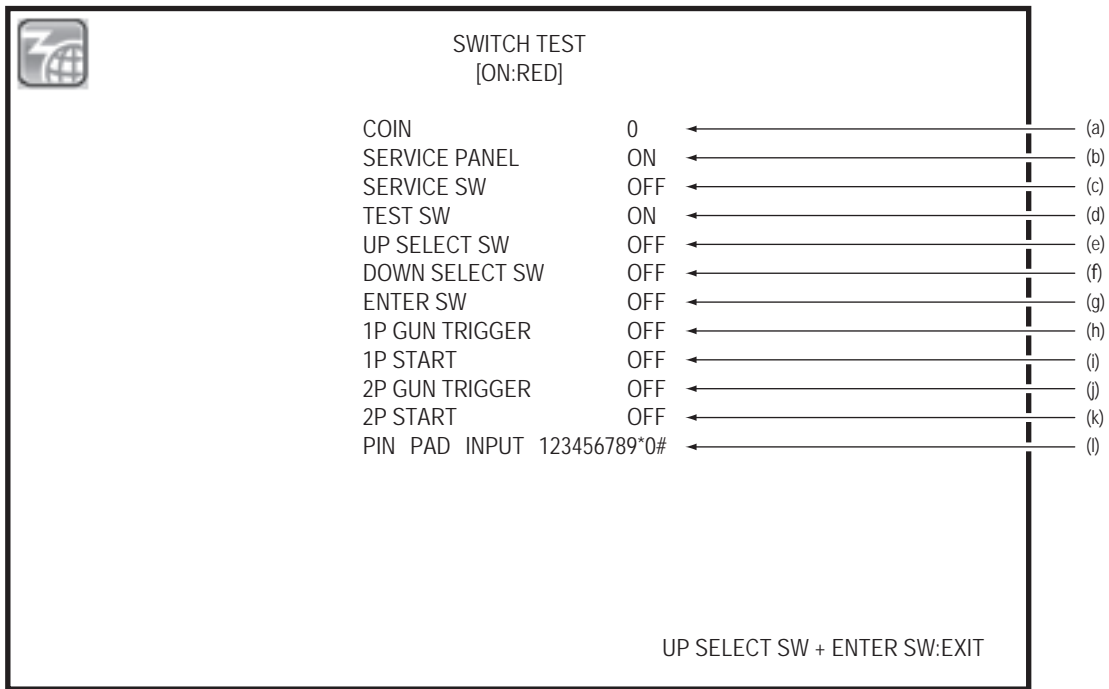 SWITCH TEST
[ON:RED]
COIN 0 (a)
SERVICE PANEL ON (b)
SERVICE SW OFF (c)
TEST SW ON (d)
UP SELECT SW OFF (e)
DOWN SELECT SW OFF (f)
ENTER SW OFF (g)
1P GUN TRIGGER OFF (h)
1P START OFF (i)
2P GUN TRIGGER OFF (j)
2P START OFF (k)
PIN PAD INPUT 123456789*0# (l)
UP SELECT SW + ENTER SW:EXIT